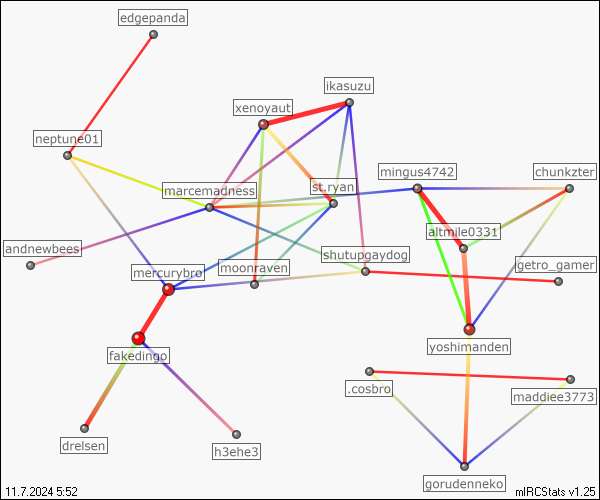 edgepanda
ikasuzu
xenoyaut
neptune01
mingus4742
chunkzter
marcemadness
st.ryan
altmile0331
andnewbees
shutupgaydog
getro_gamer
mercurybro
moonraven
yoshimanden
fakedingo
.cosbro
maddiee3773
drelsen
h3ehe3
gorudenneko
11.7.2024 5:52
mIRCStats v1.25